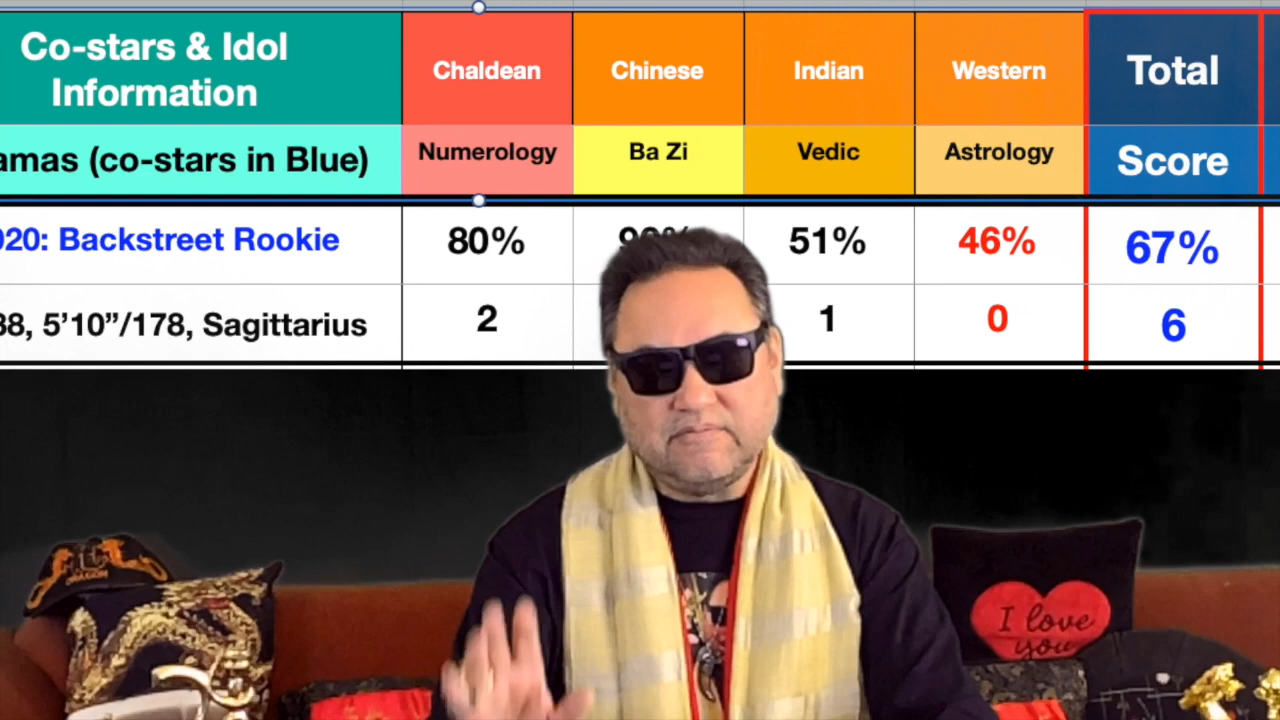 Co-stars & Idol
Information
Chaldean
Chinese
Indian
Western
Total
amas (co-stars in Blue)
Numerology
Ba Zi
Vedic
Astrology
Score
020: Backstreet Rookie
80%
51%
46%
67%
38, 5’10”/178, Sagittarius
2
1
0
6
DRAGON
I love
you